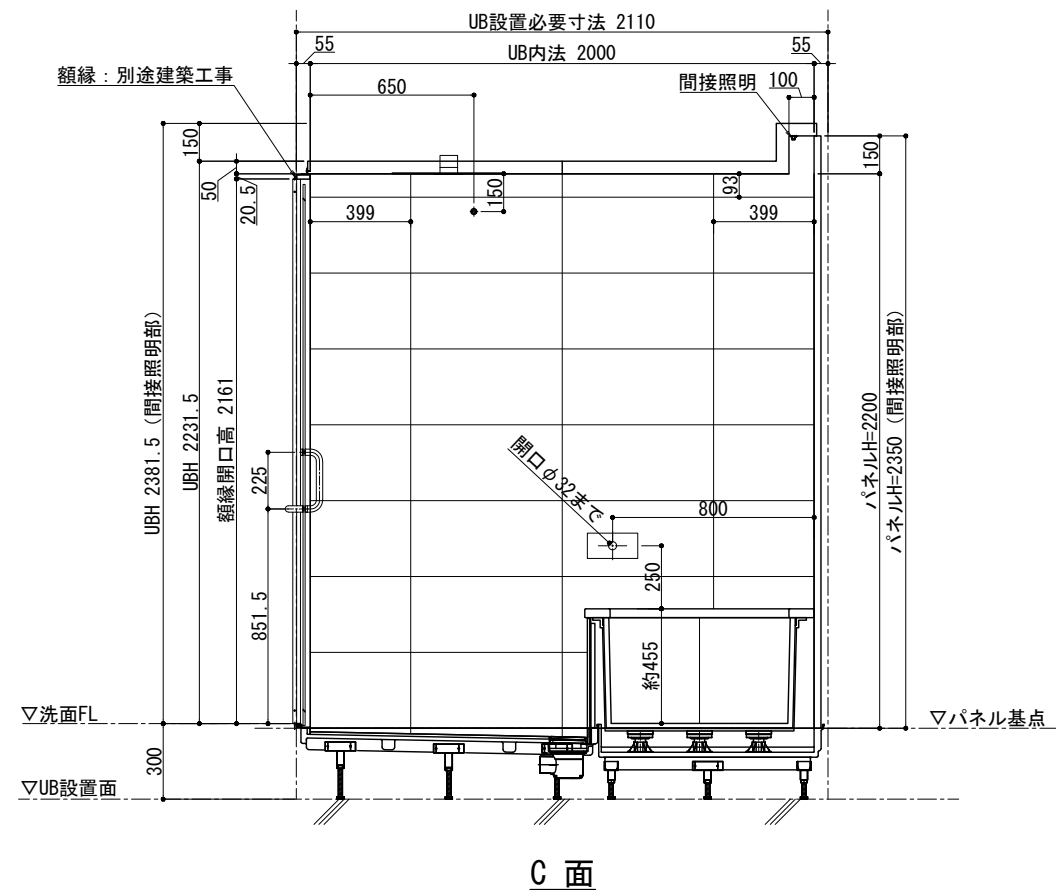 UB設置必要寸法 2110
55
UB内法 2000
55
額縁：別途建築工事
650
間接照明
100
150
50
20.5
150
93
150
399
399
UBH 2381.5 (間接照明部)
UBH 2231.5
額縁開口高 2161
225
851.5
開口φ32まで
800
250
約455
パネルH=2200
パネルH=2350 (間接照明部)
▽洗面FL
▽パネル基点
300
▽UB設置面
C 面